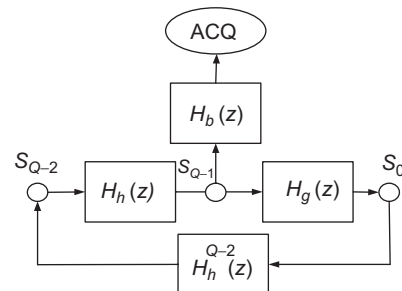 ACQ
H_b(z)
S_{Q–2} H_h(z) S_{Q–1} H_g(z) S_0
H_h^{Q–2}(z)